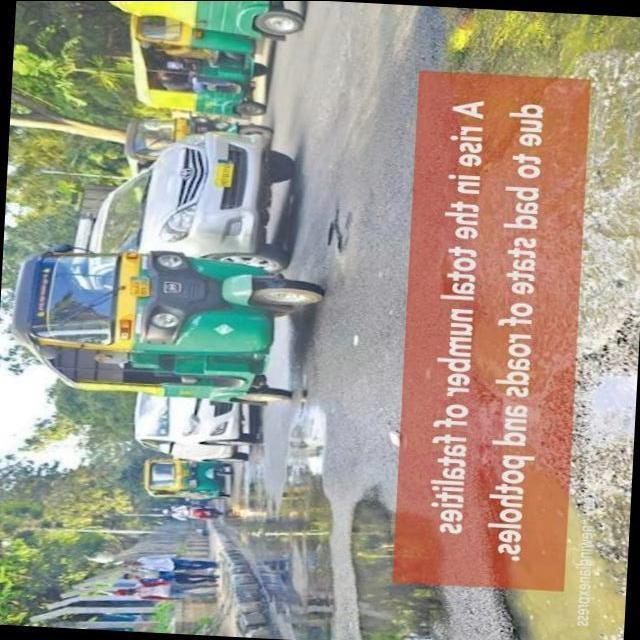 A rise in the total number of fatalities
due to bad state of roads and potholes.